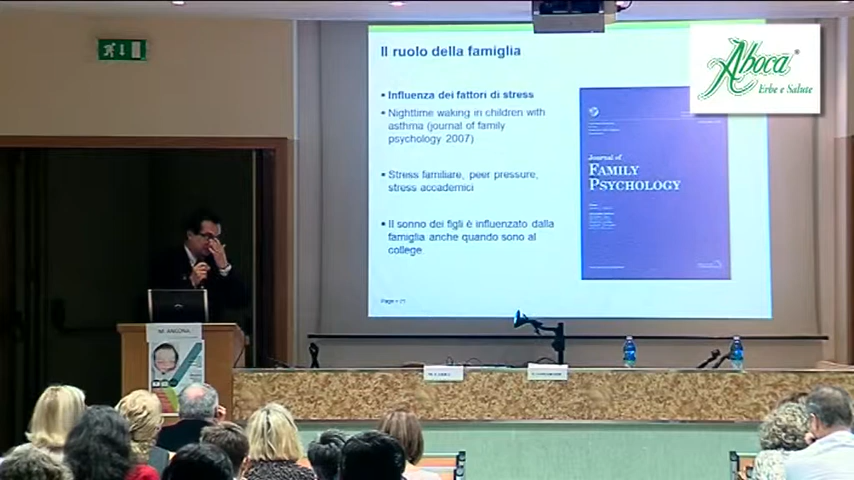 Il ruolo della famiglia
Aboca®
Erbe e Salute
• Influenza dei fattori di stress
• Nighttime waking in children with
asthma (journal of family
psychology 2007)
• Stress familiare, peer pressure,
stress accademici
• Il sonno dei figli è influenzato dalla
famiglia anche quando sono al
college
Journal of
FAMILY
PSYCHOLOGY
M ANCONA